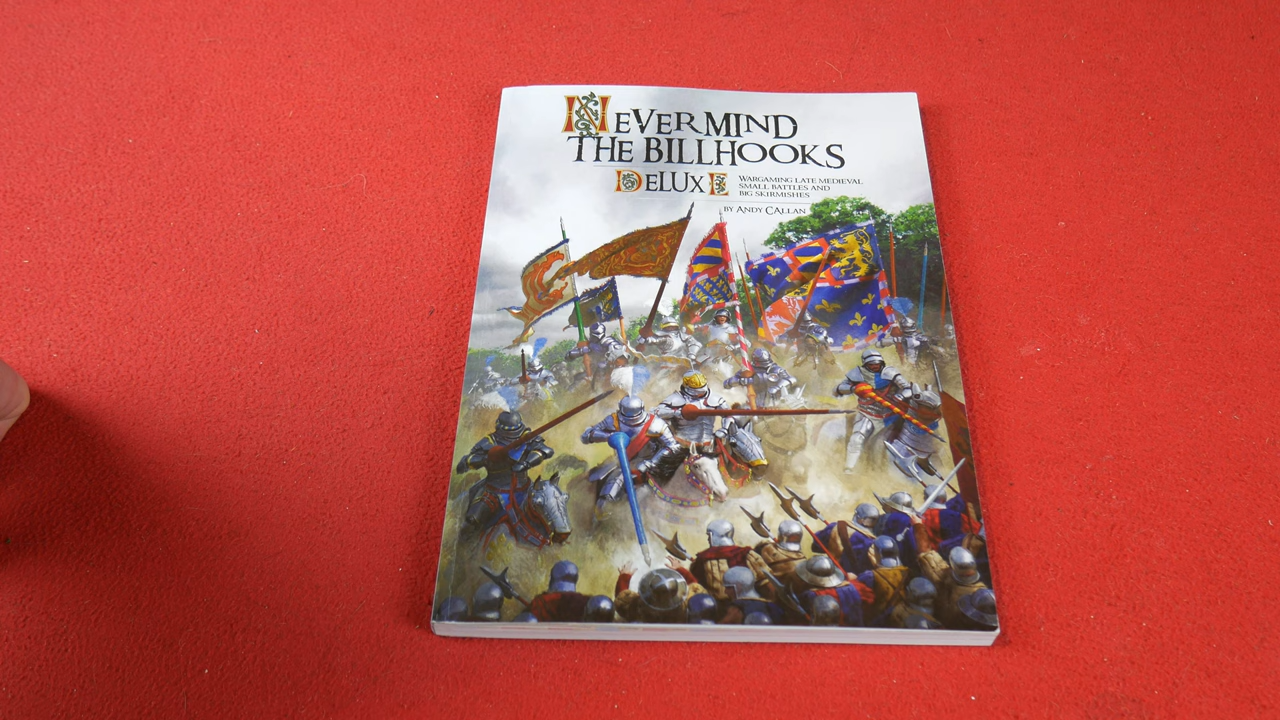 NEVERMIND
THE BILLHOOKS
DELUXE
WARGAMING LATE MEDIEVAL
SMALL BATTLES AND
BIG SKIRMISHES
BY ANDY CALLAN